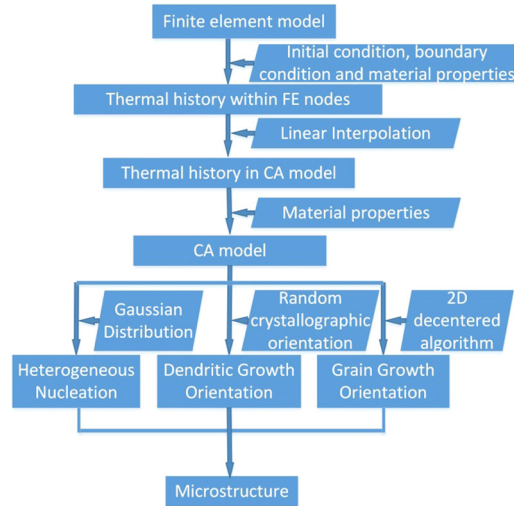 Finite element model
Initial condition, boundary
condition and material properties
Thermal history within FE nodes
Linear Interpolation
Thermal history in CA model
Material properties
CA model
Gaussian
Distribution
Random
crystallographic
orientation
2D
decentered
algorithm
Heterogeneous
Nucleation
Dendritic Growth
Orientation
Grain Growth
Orientation
Microstructure